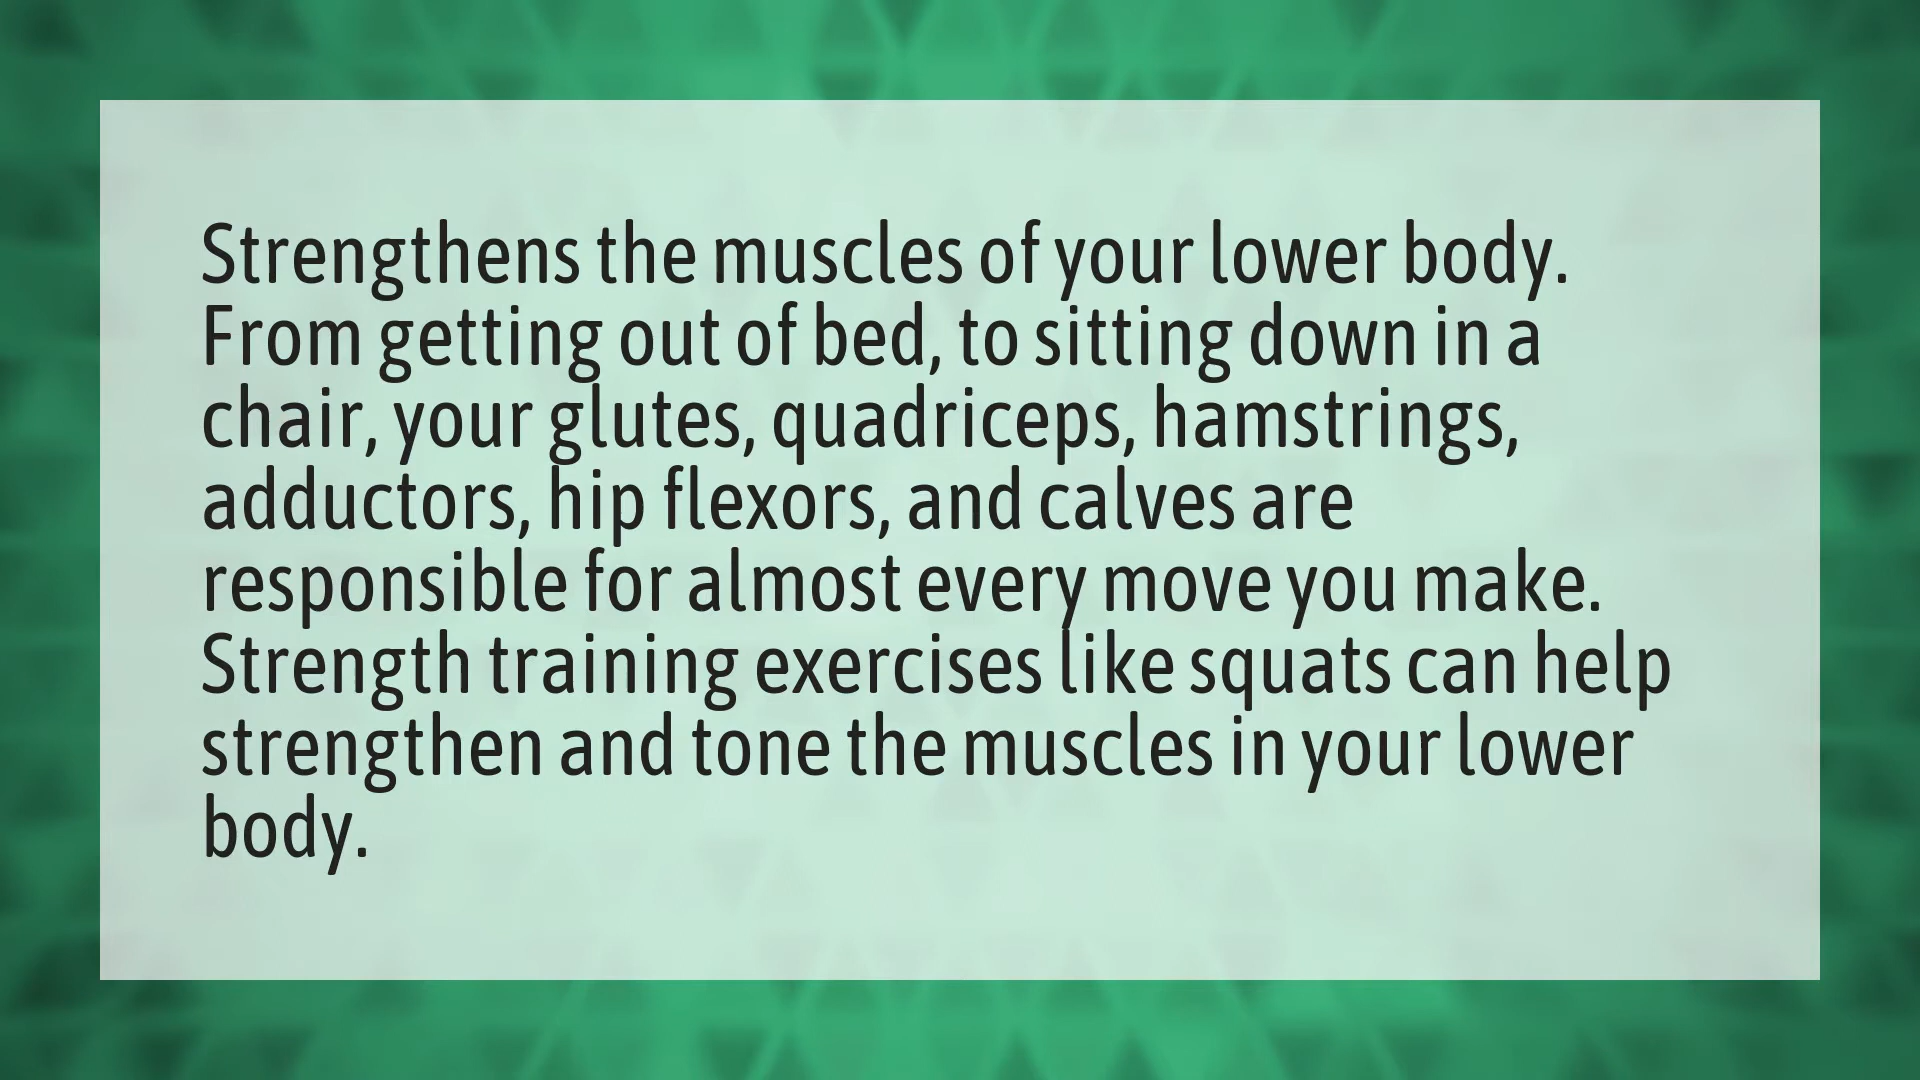 Strengthens the muscles of your lower body.
From getting out of bed, to sitting down in a
chair, your glutes, quadriceps, hamstrings,
adductors, hip flexors, and calves are
responsible for almost every move you make.
Strength training exercises like squats can help
strengthen and tone the muscles in your lower
body.